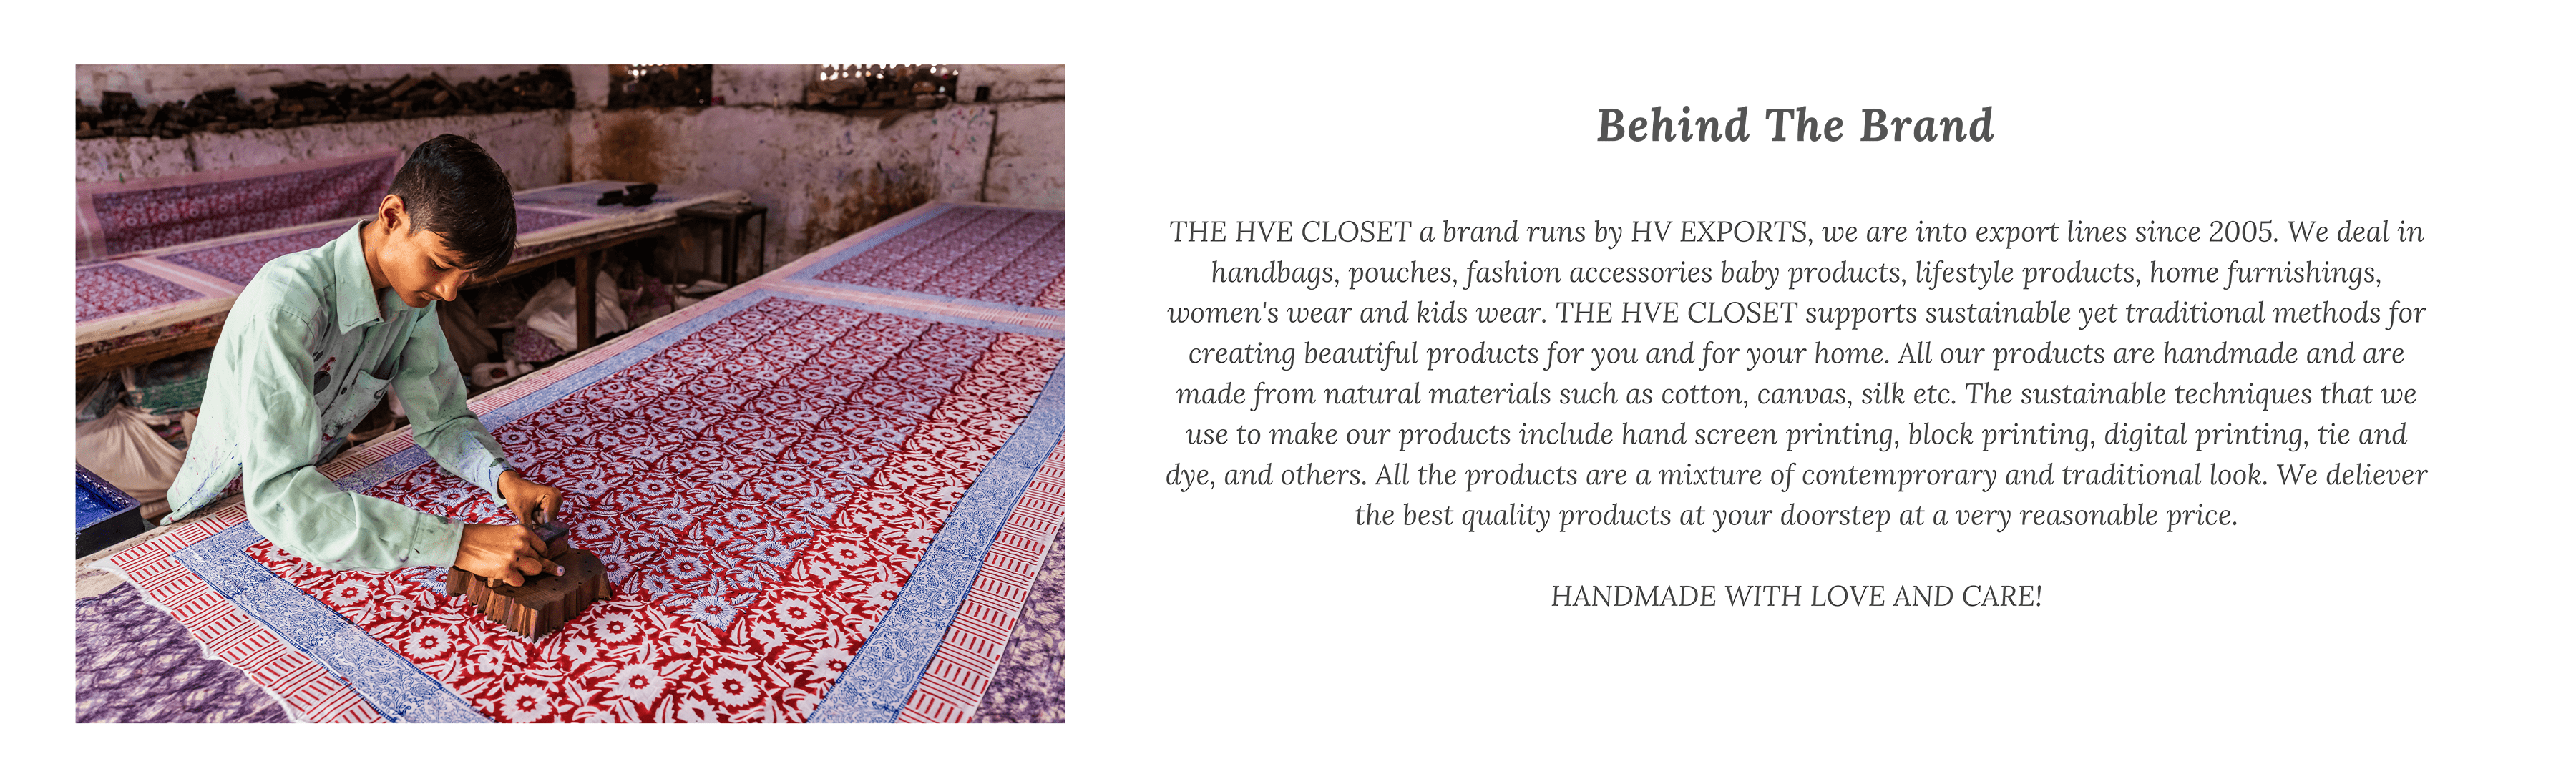 Behind The Brand
THE HVE CLOSET a brand runs by HV EXPORTS, we are into export lines since 2005. We deal in
handbags, pouches, fashion accessories baby products, lifestyle products, home furnishings,
women's wear and kids wear. THE HVE CLOSET supports sustainable yet traditional methods for
creating beautiful products for you and for your home. All our products are handmade and are
made from natural materials such as cotton, canvas, silk etc. The sustainable techniques that we
use to make our products include hand screen printing, block printing, digital printing, tie and
dye, and others. All the products are a mixture of contemprorary and traditional look. We deliever
the best quality products at your doorstep at a very reasonable price.
HANDMADE WITH LOVE AND CARE!